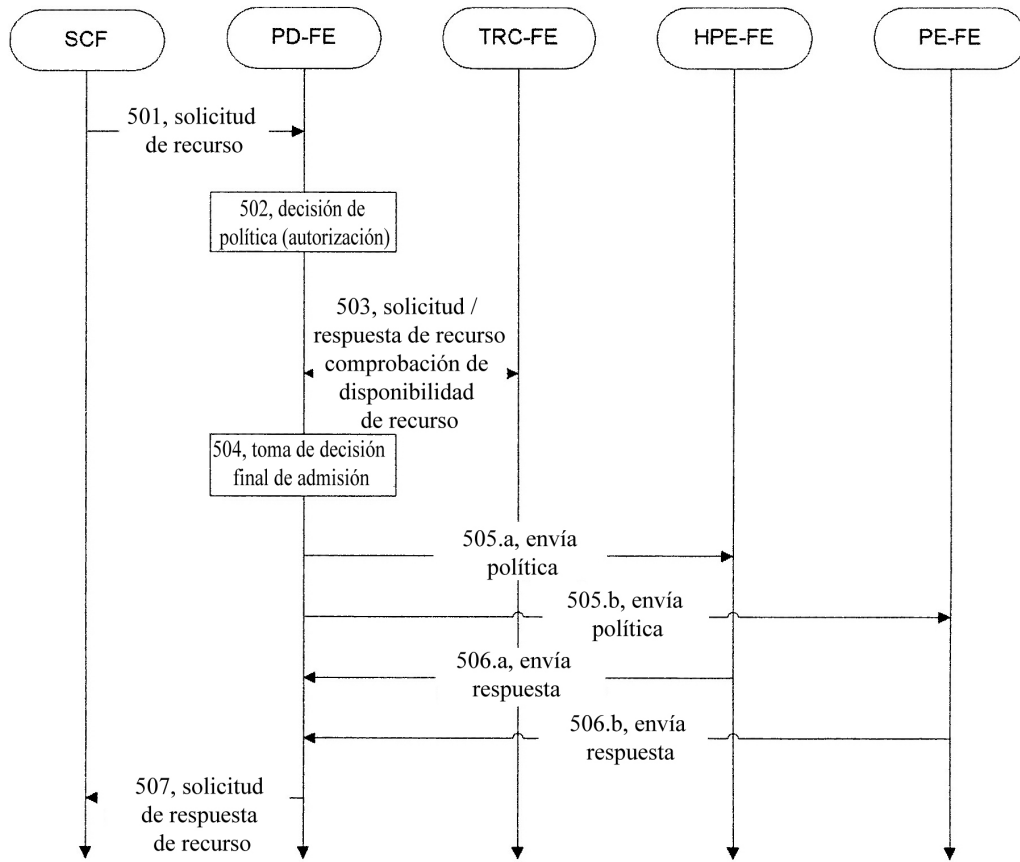 SCF
PD-FE
TRC-FE
HPE-FE
PE-FE
501, solicitud
de recurso
502, decisión de
política (autorización)
503, solicitud /
respuesta de recurso
comprobación de
disponibilidad
de recurso
504, toma de decisión
final de admisión
505.a, envía
política
505.b, envía
política
506.a, envía
respuesta
506.b, envía
respuesta
507, solicitud
de respuesta
de recurso